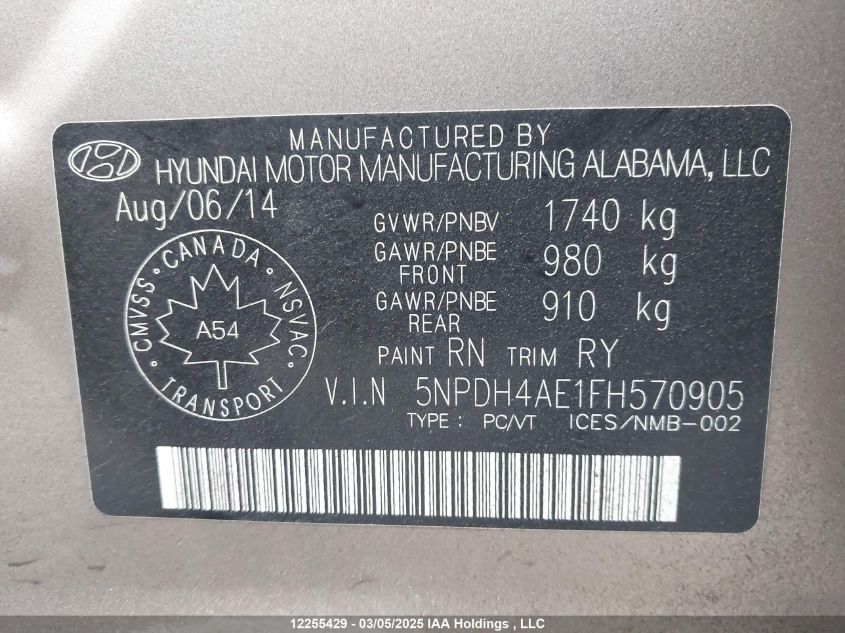 MANUFACTURED BY
HYUNDAI MOTOR MANUFACTURING ALABAMA, LLC
Aug/06/14
GVWR/PNBV 1740 kg
GAWR/PNBE FRONT 980 kg
GAWR/PNBE REAR 910 kg
CANADA
CMVSS NSVAC
A54
TRANSPORT
PAINT RN TRIM RY
V.I.N 5NPDH4AE1FH570905
TYPE : PC/VT ICES/NMB-002
12255429 - 03/05/2025 IAA Holdings , LLC